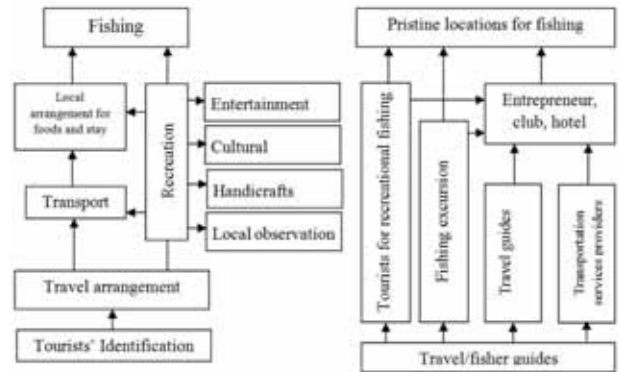 Fishing
Local
arrangement for
foods and stay
Recreation
Entertainment
Cultural
Handicrafts
Local observation
Transport
Travel arrangement
Tourists' Identification
Pristine locations for fishing
Tourists for recreational fishing
Fishing excursion
Entrepreneur,
club, hotel
Travel guides
Transportation
services providers
Travel/fisher guides